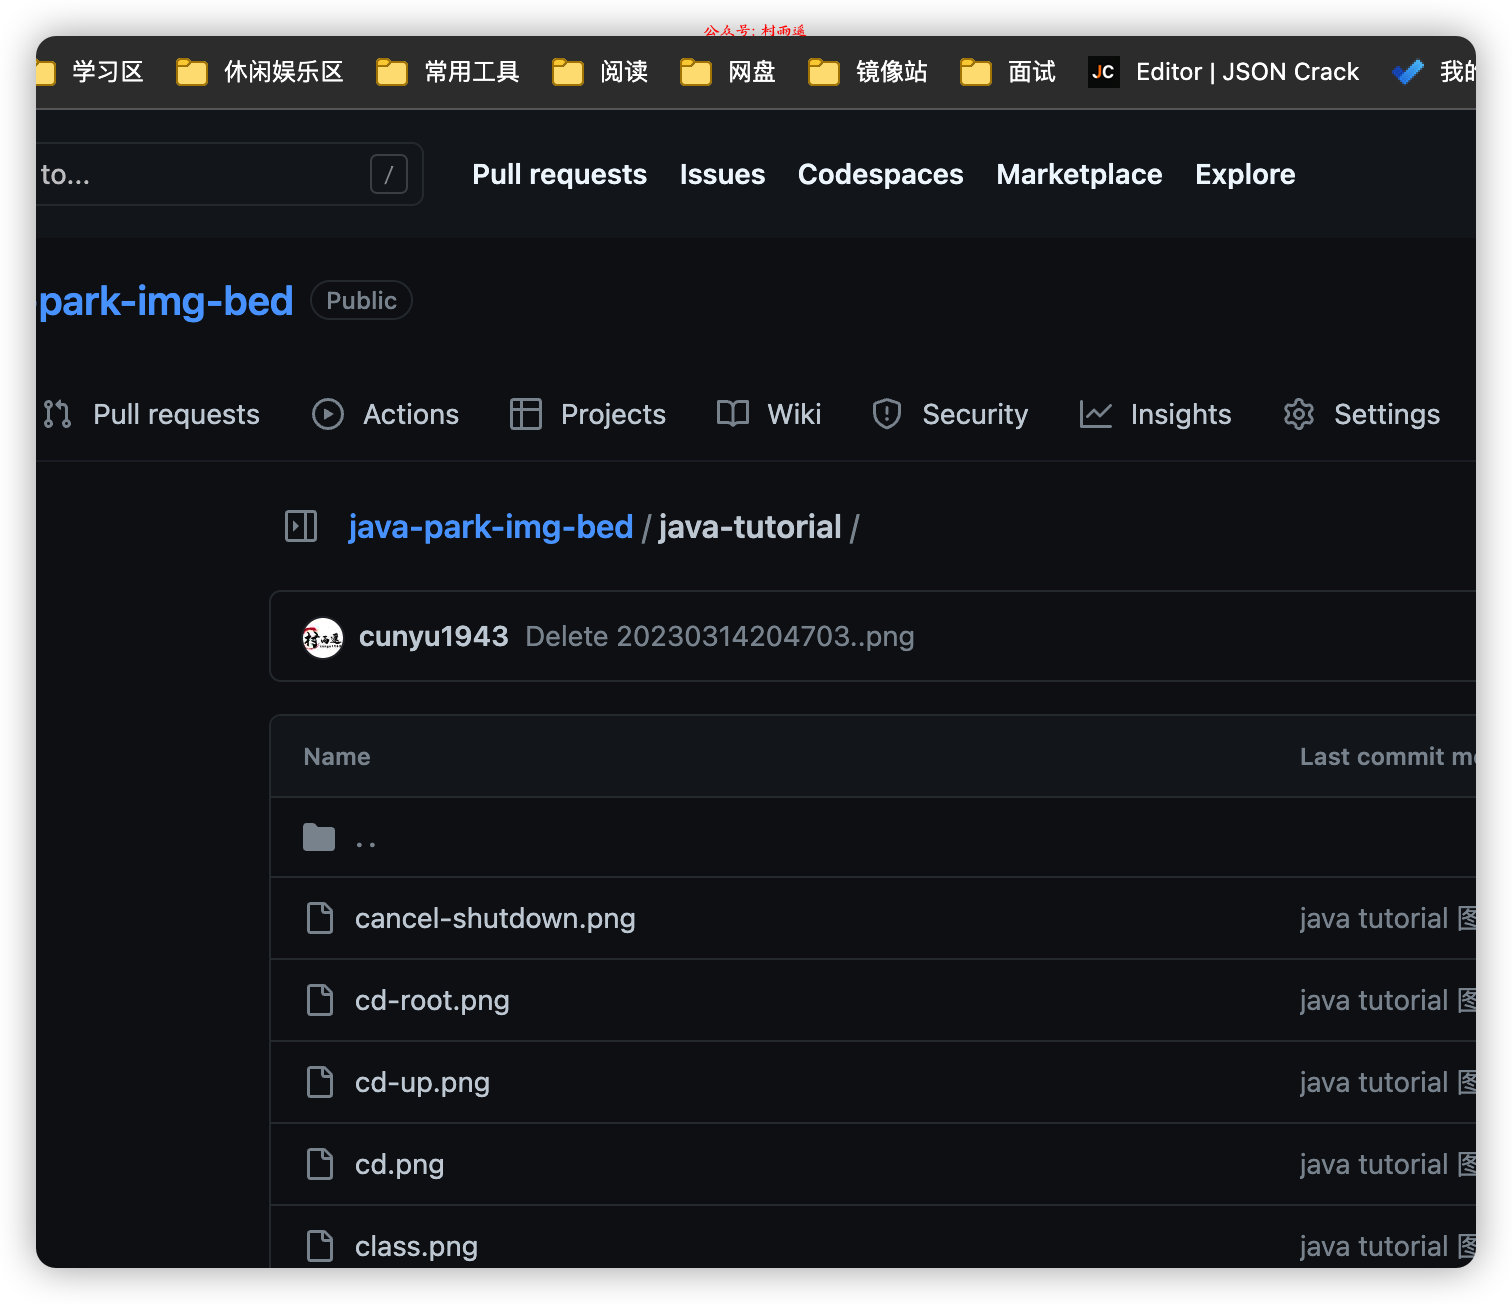 公众号: 村雨遥
学习区 休闲娱乐区 常用工具 阅读 网盘 镜像站 面试 JC Editor | JSON Crack 我的
to... / Pull requests Issues Codespaces Marketplace Explore
-park-img-bed Public
Pull requests Actions Projects Wiki Security Insights Settings
java-park-img-bed / java-tutorial /
村雨遥 cunyu1943 Delete 20230314204703..png
Name Last commit me
..
cancel-shutdown.png java tutorial 图
cd-root.png java tutorial 图
cd-up.png java tutorial 图
cd.png java tutorial 图
class.png java tutorial 图